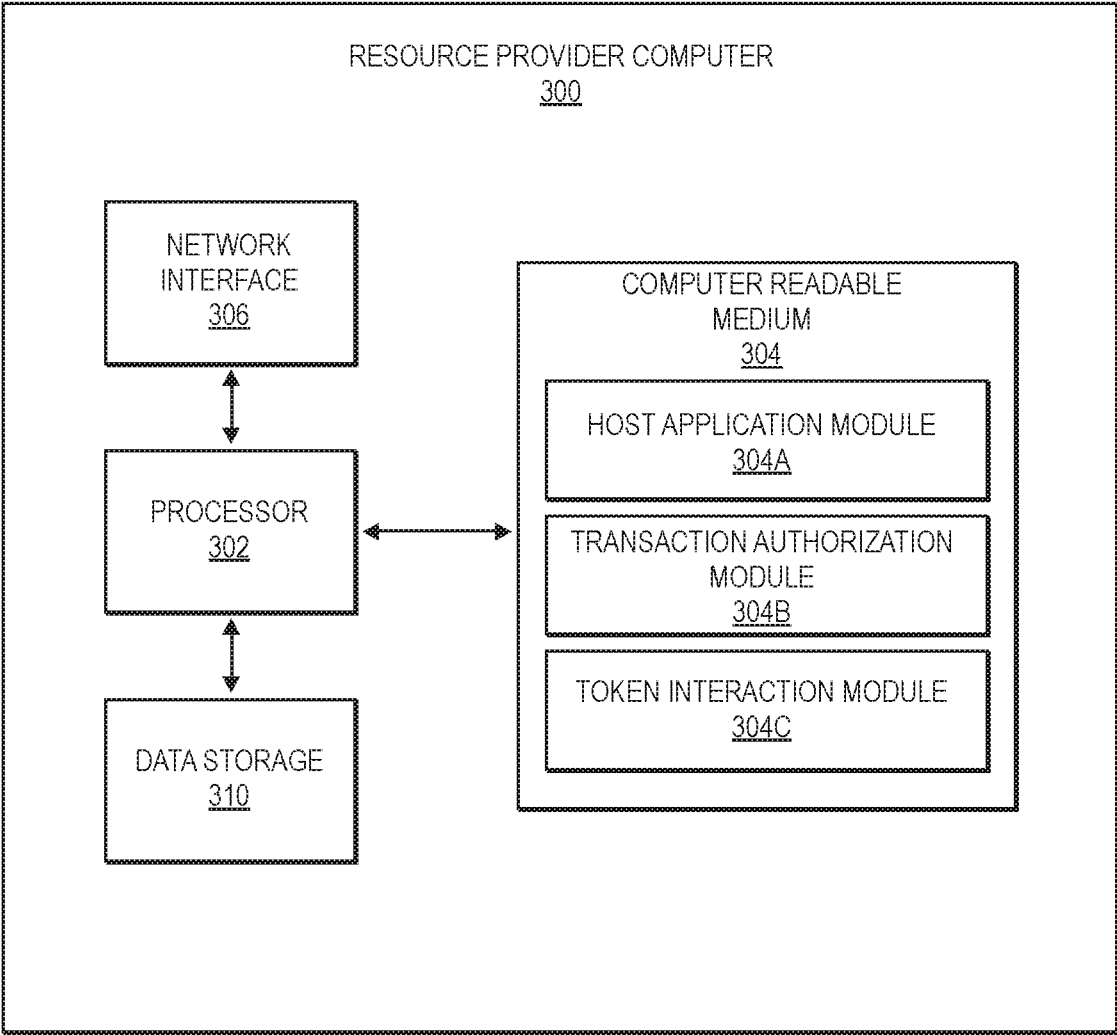 RESOURCE PROVIDER COMPUTER
300
NETWORK
INTERFACE
306
PROCESSOR
302
DATA STORAGE
310
COMPUTER READABLE
MEDIUM
304
HOST APPLICATION MODULE
304A
TRANSACTION AUTHORIZATION
MODULE
304B
TOKEN INTERACTION MODULE
304C